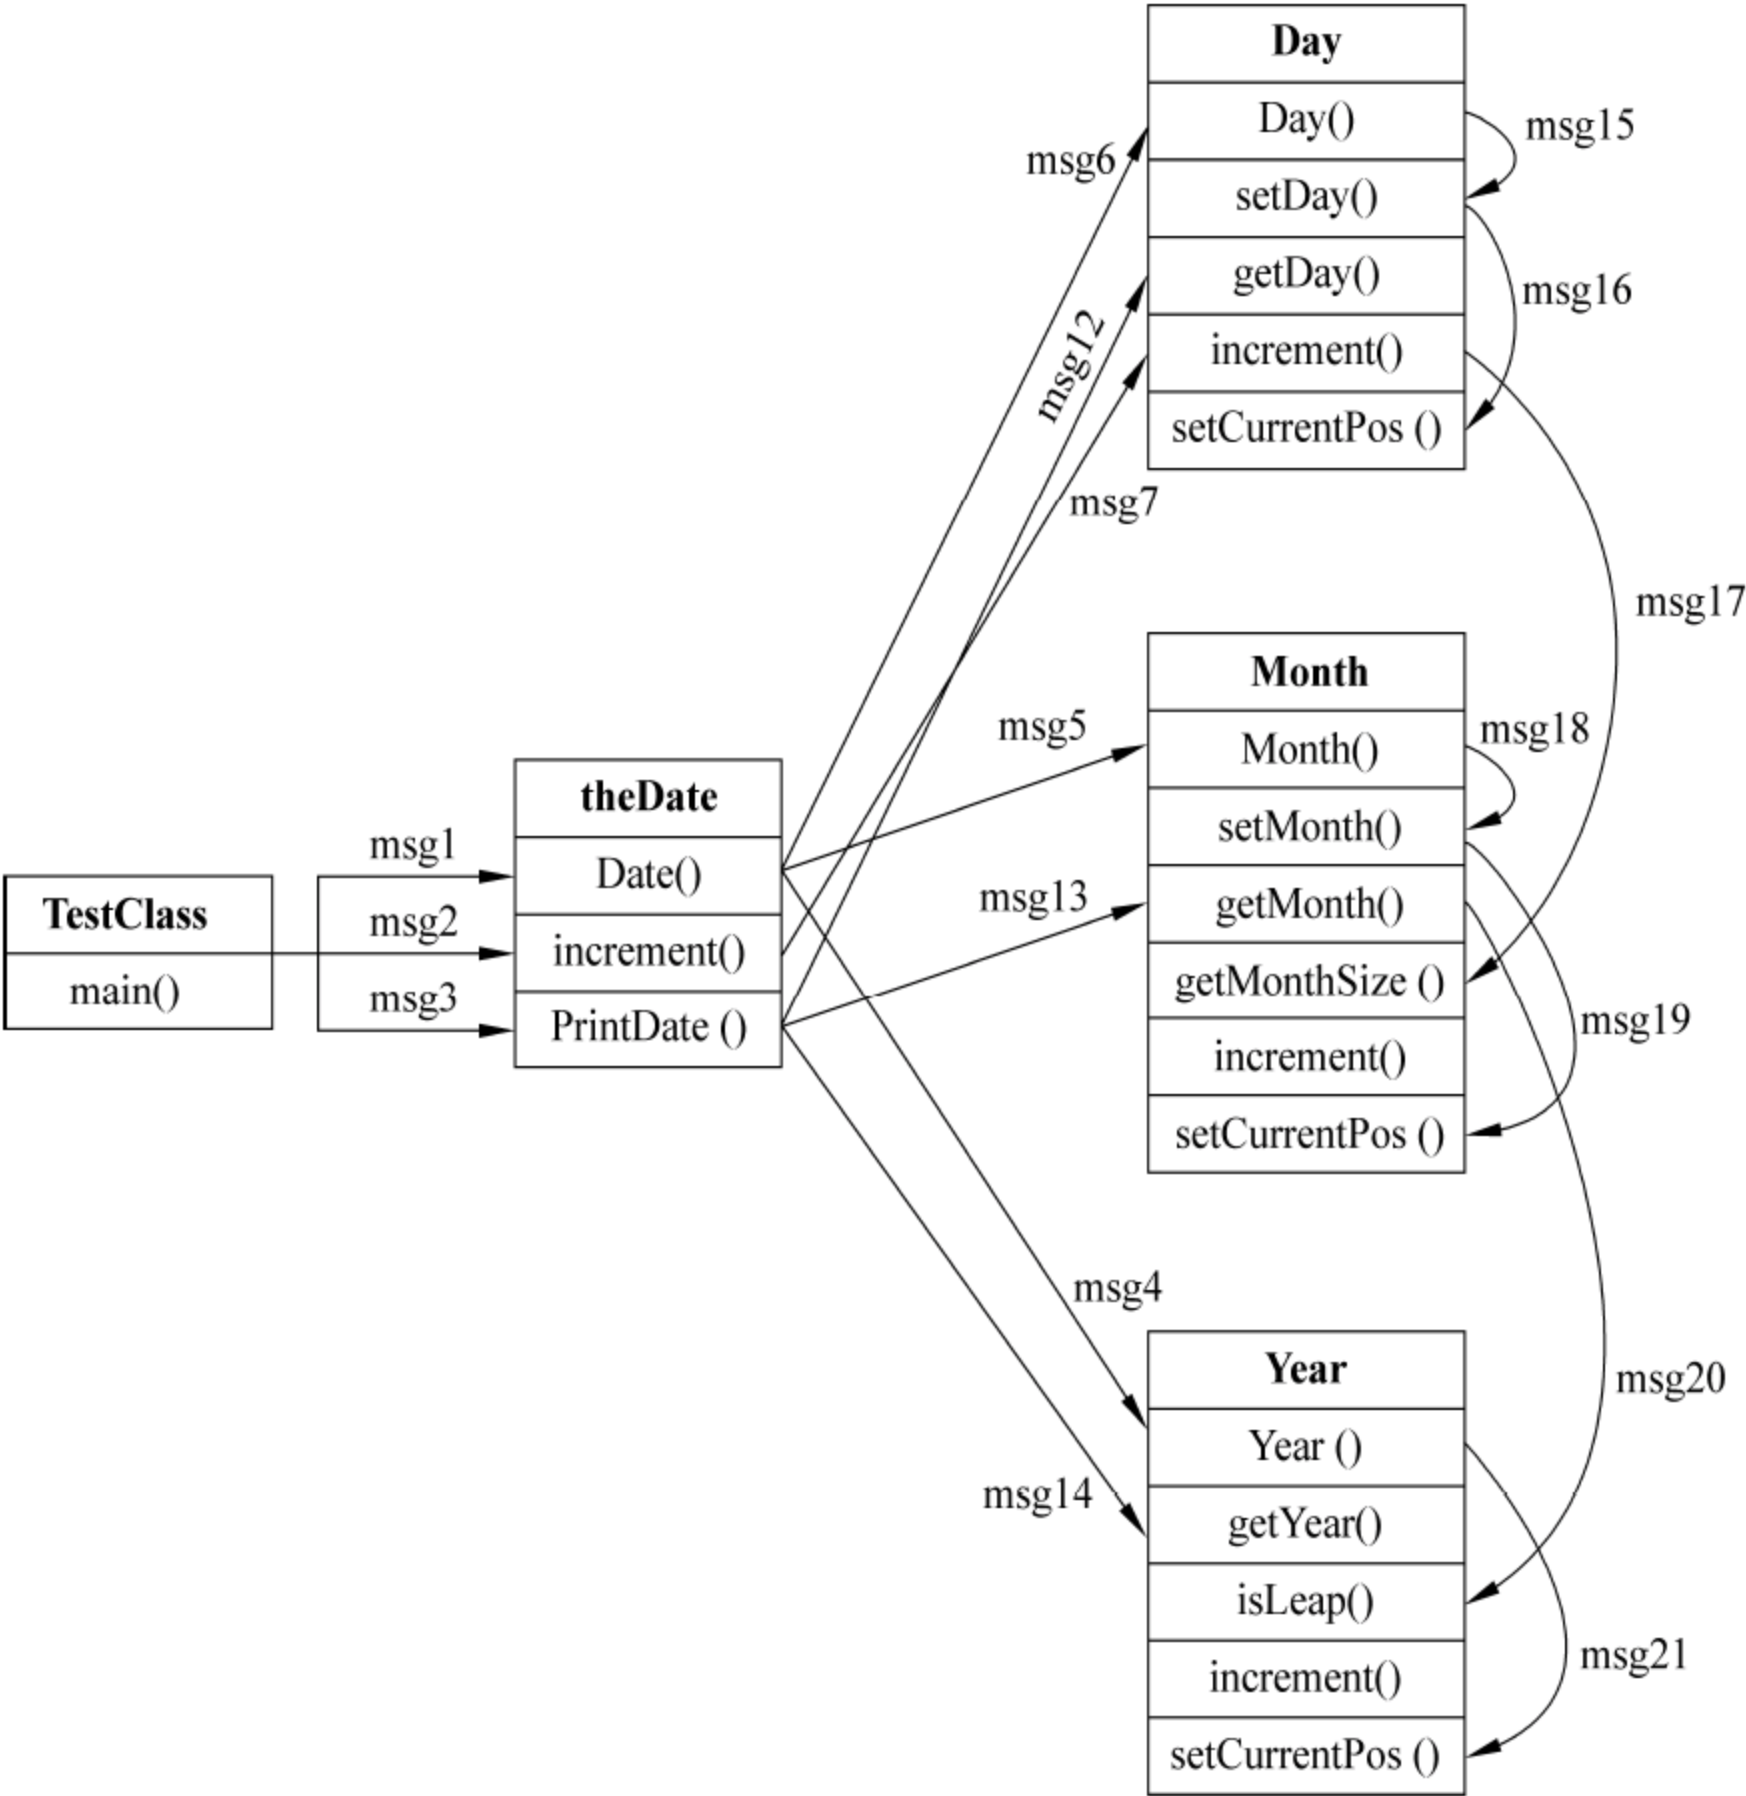 TestClass
main()
msg1
msg2
msg3
theDate
Date()
increment()
PrintDate ()
msg6
msg12
msg7
msg5
msg13
msg4
msg14
Day
Day()
setDay()
getDay()
increment()
setCurrentPos ()
msg15
msg16
msg17
Month
Month()
setMonth()
getMonth()
getMonthSize ()
increment()
setCurrentPos ()
msg18
msg19
msg20
Year
Year ()
getYear()
isLeap()
increment()
setCurrentPos ()
msg21